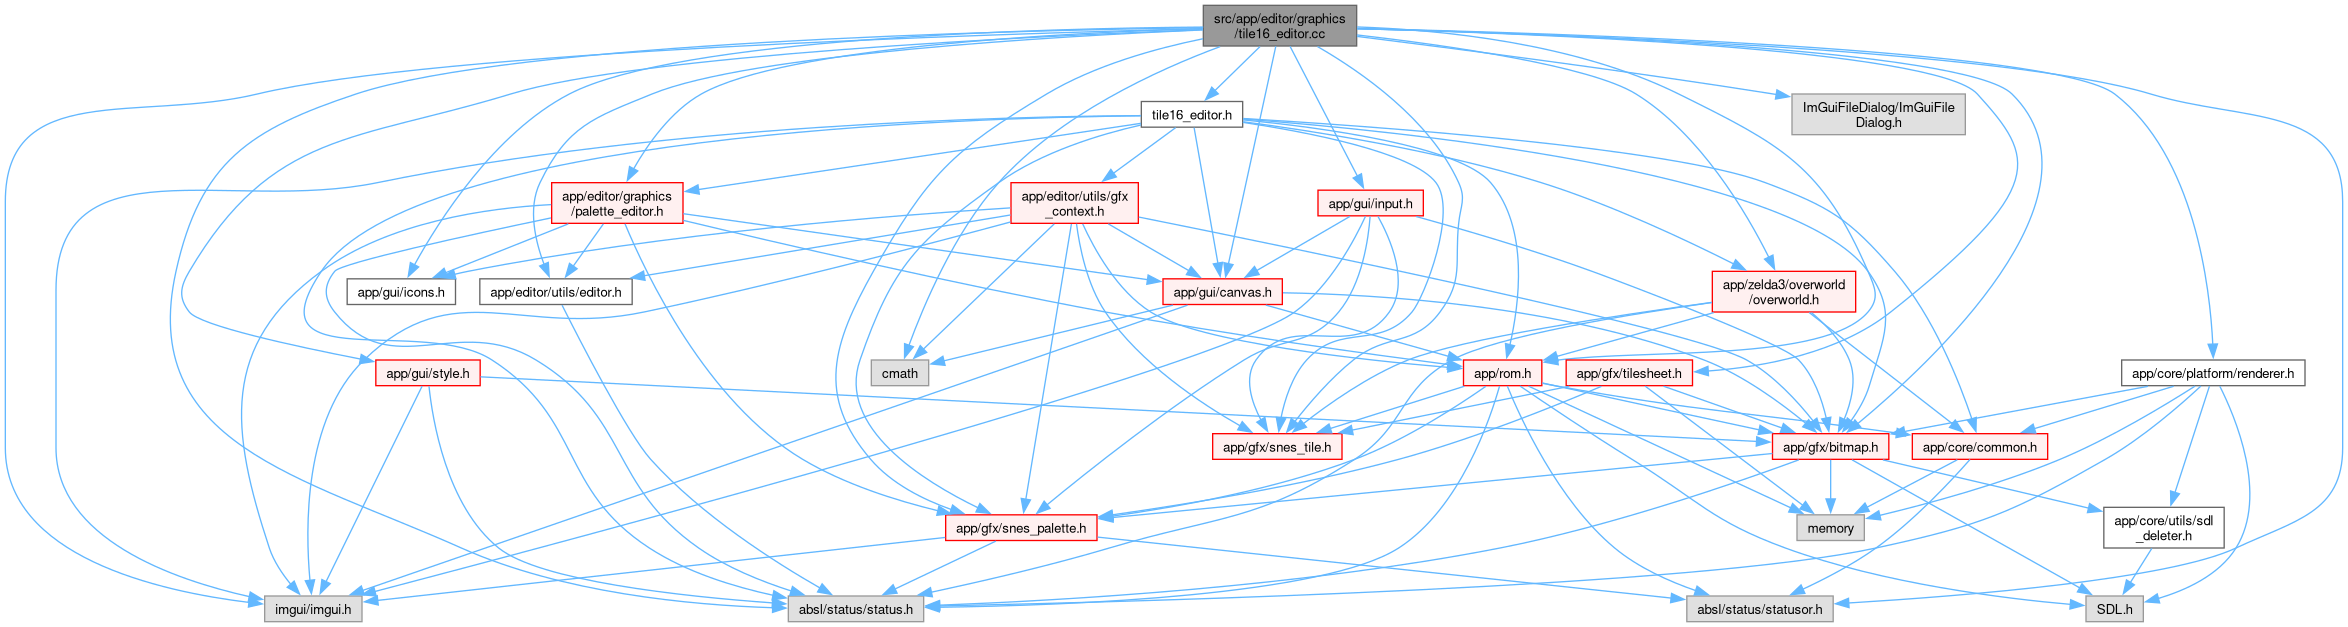 src/app/editor/graphics
/tile16_editor.cc
ImGuiFileDialog/ImGuiFile
Dialog.h
tile16_editor.h
app/editor/graphics
/palette_editor.h
app/editor/utils/gfx
_context.h
app/gui/input.h
app/gui/icons.h
app/editor/utils/editor.h
app/gui/canvas.h
app/zelda3/overworld
/overworld.h
app/gui/style.h
cmath
app/rom.h
app/gfx/tilesheet.h
app/core/platform/renderer.h
app/gfx/snes_tile.h
app/gfx/bitmap.h
app/core/common.h
app/gfx/snes_palette.h
memory
app/core/utils/sdl
_deleter.h
imgui/imgui.h
absl/status/status.h
absl/status/statusor.h
SDL.h